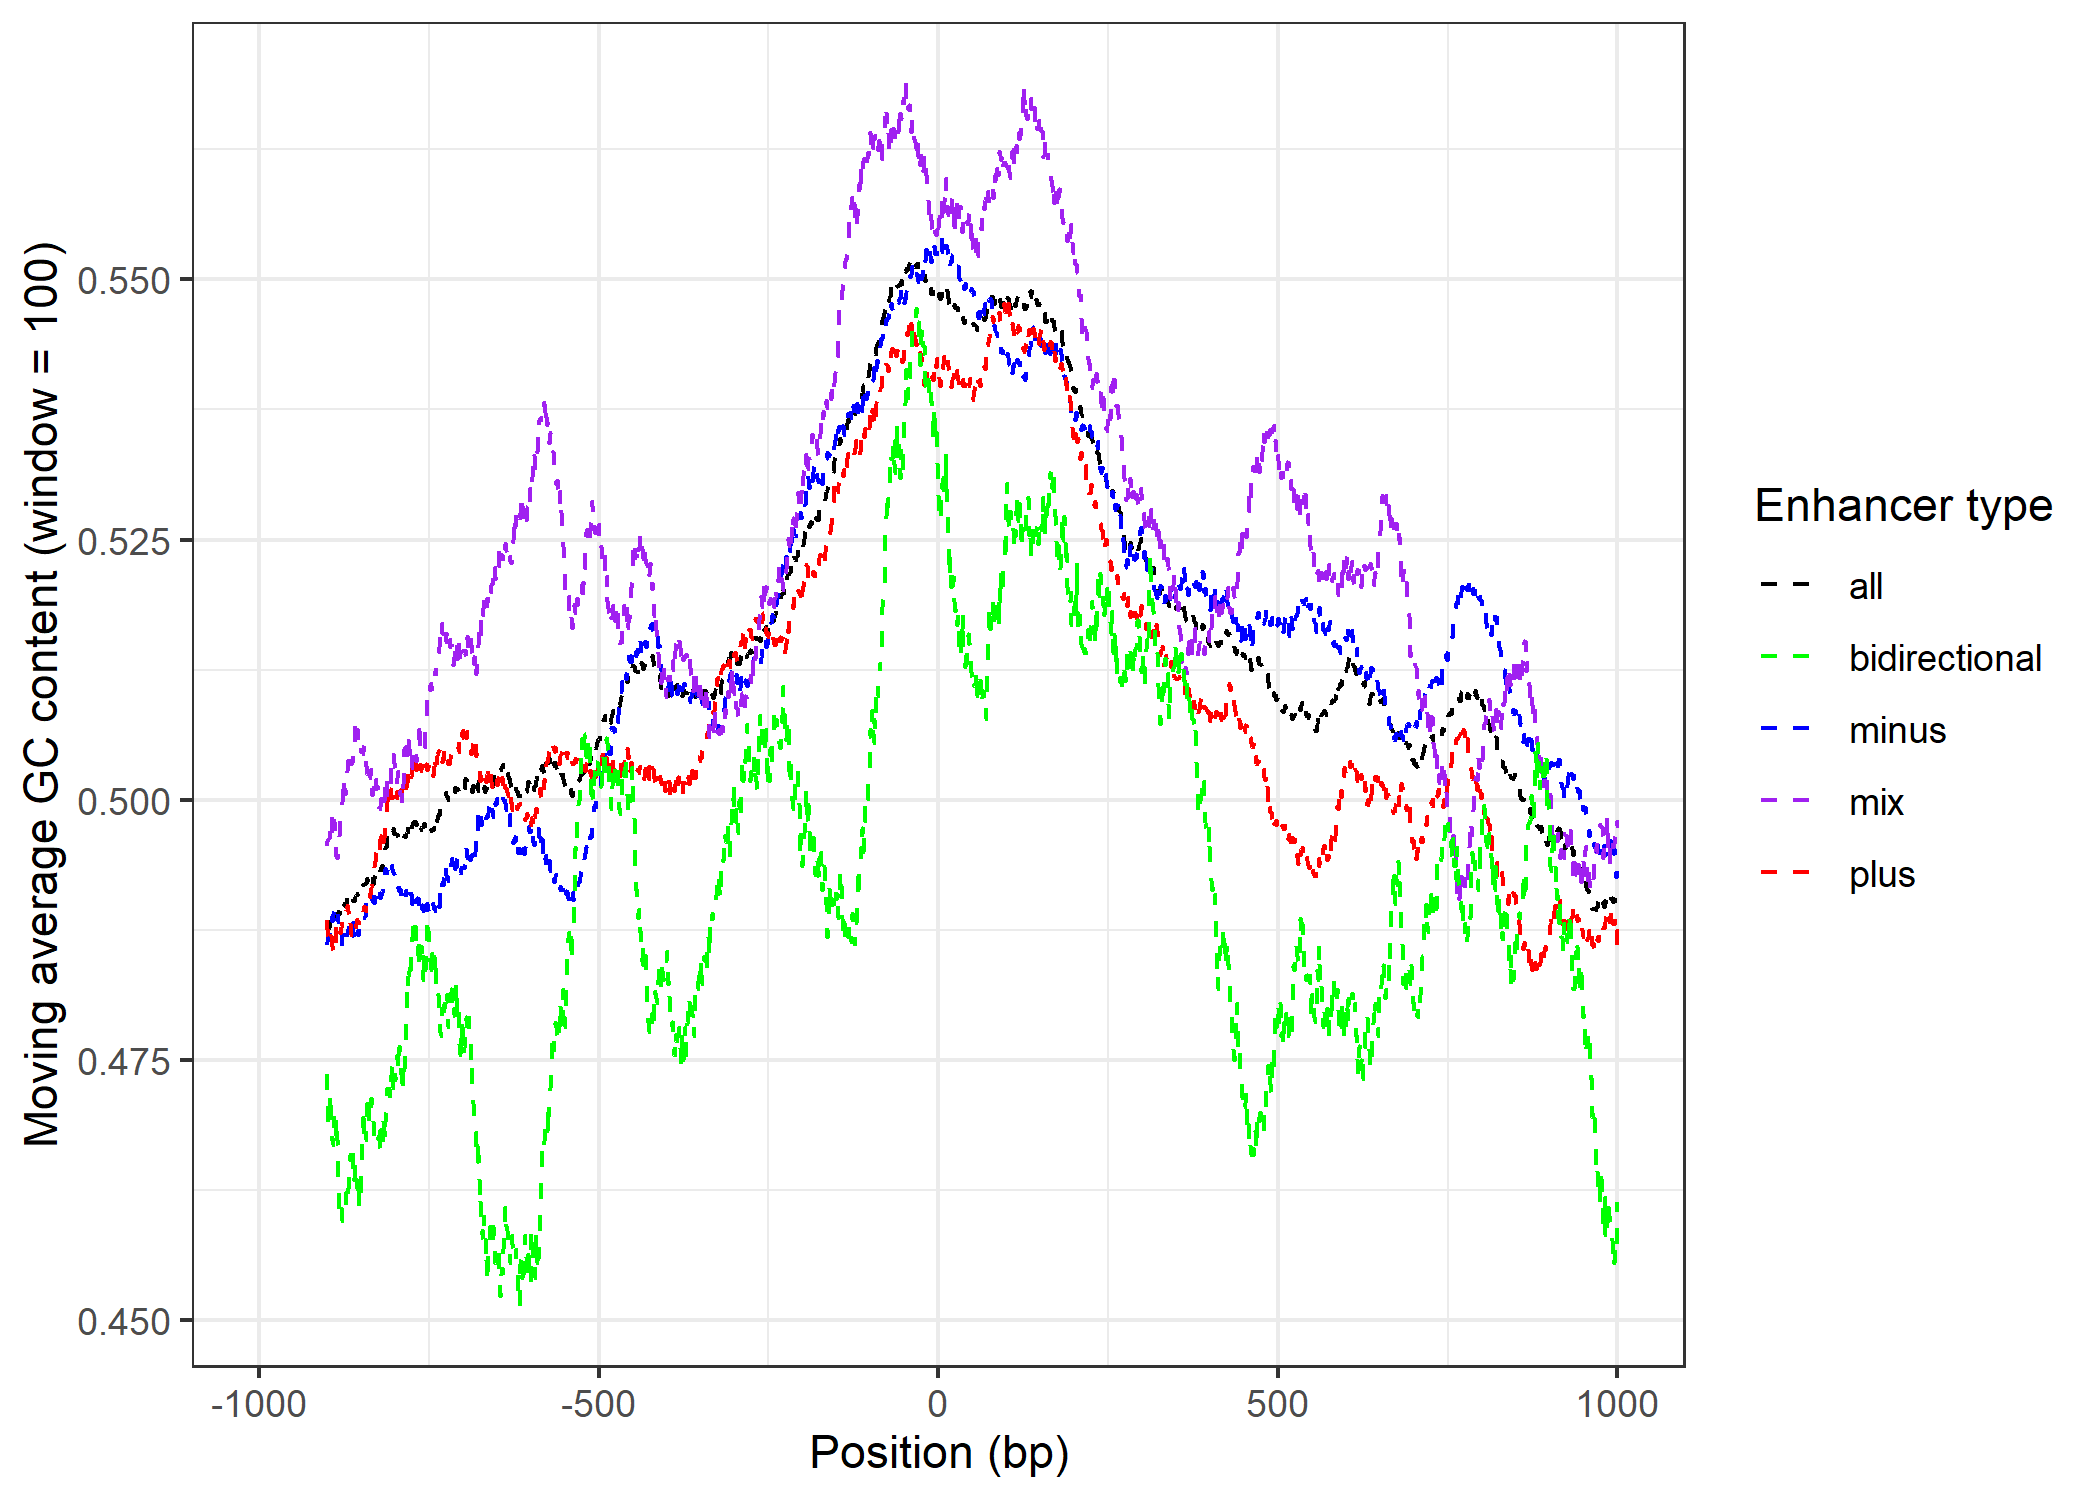 Moving average GC content (window = 100)
0.550
0.525
0.500
0.475
0.450
-1000
-500
0
500
1000
Position (bp)
Enhancer type
all
bidirectional
minus
mix
plus